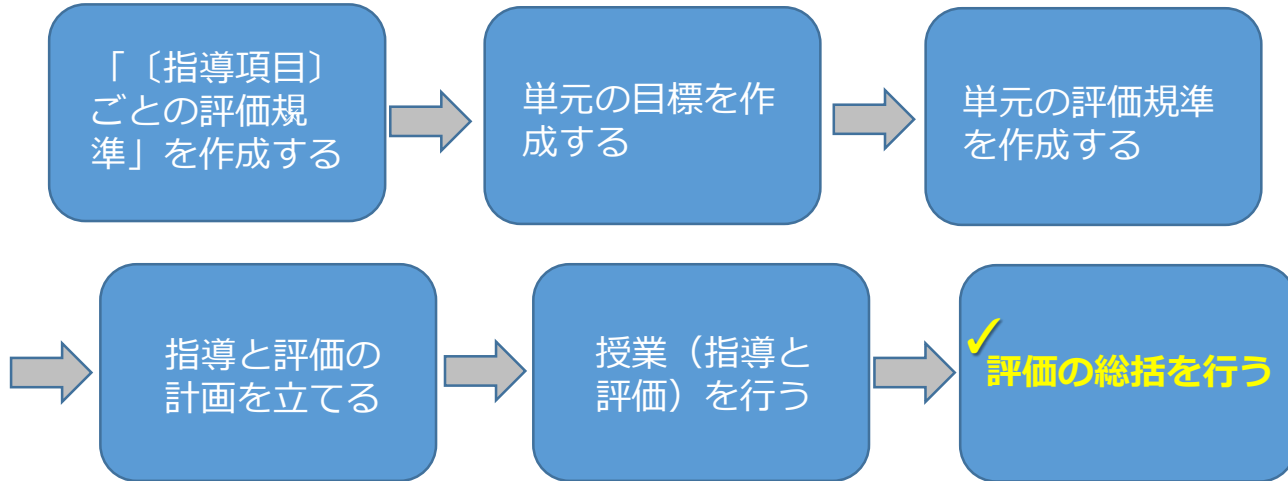 「〔指導項目〕
ごとの評価規
準」を作成する
単元の目標を作
成する
単元の評価規準
を作成する
指導と評価の
計画を立てる
授業（指導と
評価）を行う
✓
評価の総括を行う